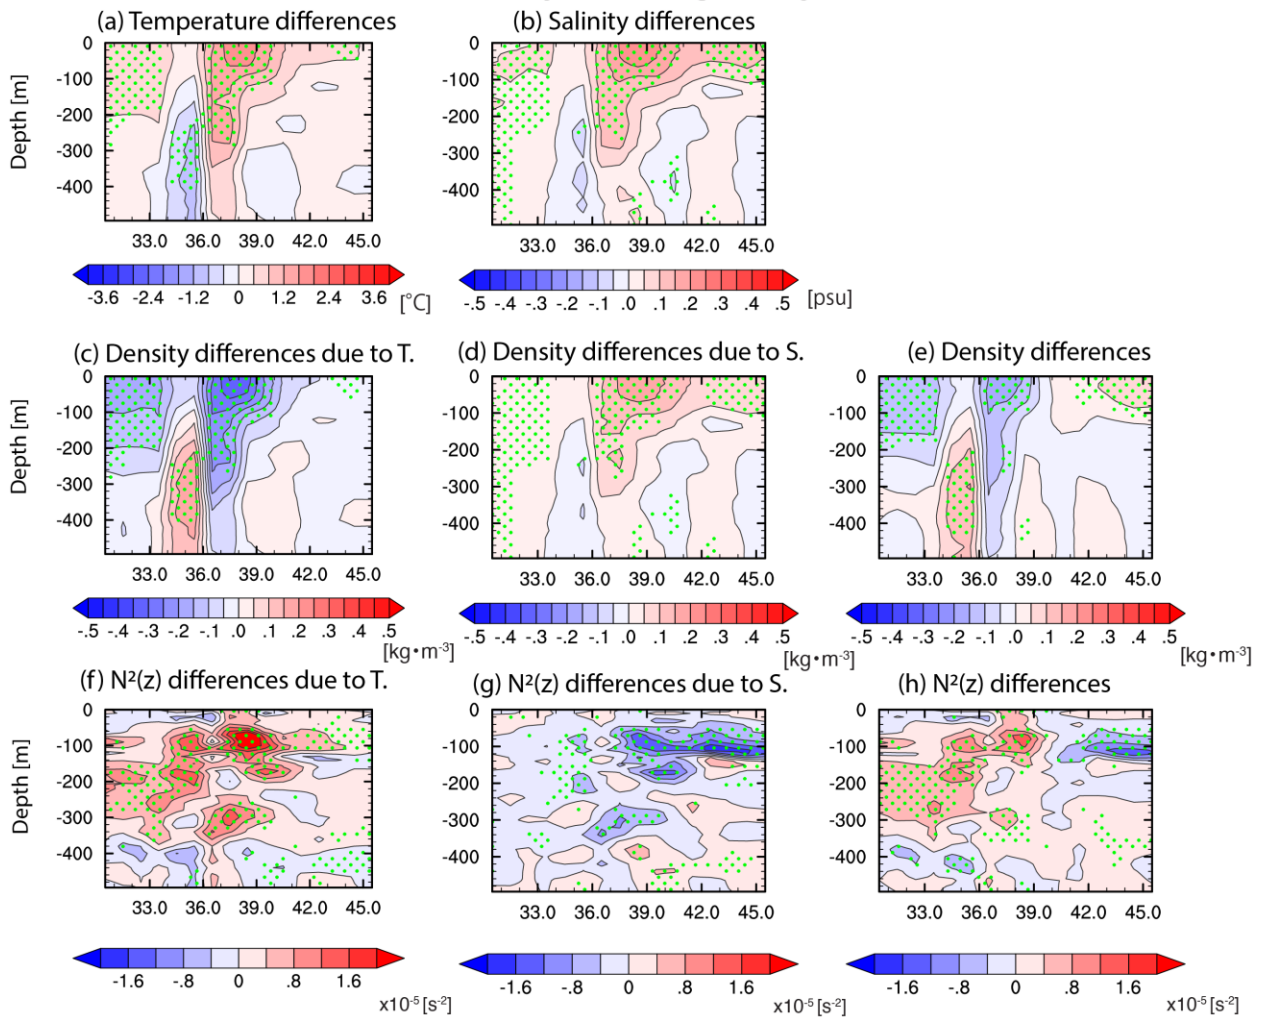 (a) Temperature differences (b) Salinity differences
Depth [m]
0 -100 -200 -300 -400
33.0 36.0 39.0 42.0 45.0
-3.6 -2.4 -1.2 0 1.2 2.4 3.6 [°C]
0 -100 -200 -300 -400
33.0 36.0 39.0 42.0 45.0
-.5 -.4 -.3 -.2 -.1 .0 .1 .2 .3 .4 .5 [psu]
(c) Density differences due to T. (d) Density differences due to S. (e) Density differences
Depth [m]
0 -100 -200 -300 -400
33.0 36.0 39.0 42.0 45.0
-.5 -.4 -.3 -.2 -.1 .0 .1 .2 .3 .4 .5
[kg•m-3]
0 -100 -200 -300 -400
33.0 36.0 39.0 42.0 45.0
-.5 -.4 -.3 -.2 -.1 .0 .1 .2 .3 .4 .5
[kg•m-3]
0 -100 -200 -300 -400
33.0 36.0 39.0 42.0 45.0
-.5 -.4 -.3 -.2 -.1 .0 .1 .2 .3 .4 .5
[kg•m-3]
(f) N²(z) differences due to T. (g) N²(z) differences due to S. (h) N²(z) differences
Depth [m]
0 -100 -200 -300 -400
33.0 36.0 39.0 42.0 45.0
-1.6 -.8 0 .8 1.6
x10-5 [s-2]
0 -100 -200 -300 -400
33.0 36.0 39.0 42.0 45.0
-1.6 -.8 0 .8 1.6
x10-5 [s-2]
0 -100 -200 -300 -400
33.0 36.0 39.0 42.0 45.0
-1.6 -.8 0 .8 1.6
x10-5 [s-2]